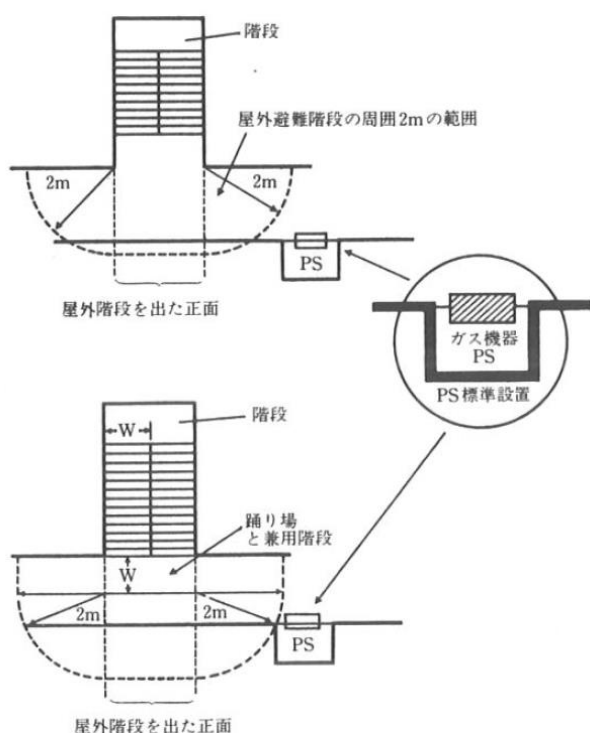 階段
屋外避難階段の周囲2mの範囲
2m
2m
PS
屋外階段を出た正面
ガス機器
PS
PS標準設置
W
階段
踊り場
と兼用階段
W
2m
2m
PS
屋外階段を出た正面